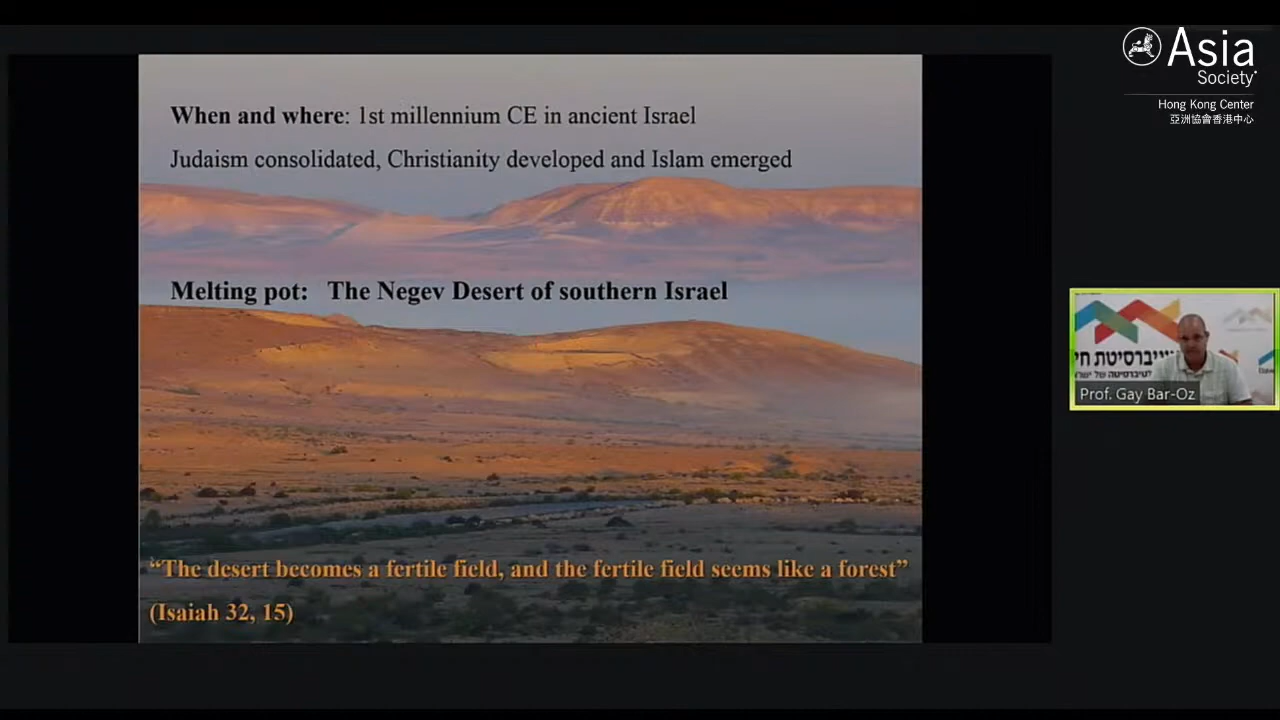 Asia
Society
Hong Kong Center
亞洲協會香港中心
When and where: 1st millennium CE in ancient Israel
Judaism consolidated, Christianity developed and Islam emerged
Melting pot: The Negev Desert of southern Israel
“The desert becomes a fertile field, and the fertile field seems like a forest”
(Isaiah 32, 15)
Prof. Gay Bar-Oz